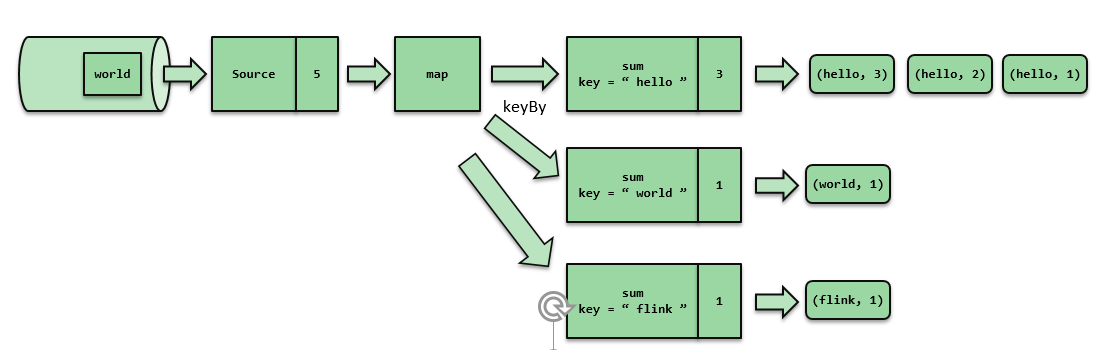 world
Source 5
map
keyBy
sum
key = “ hello ” 3
(hello, 3) (hello, 2) (hello, 1)
sum
key = “ world ” 1
(world, 1)
sum
key = “ flink ” 1
(flink, 1)